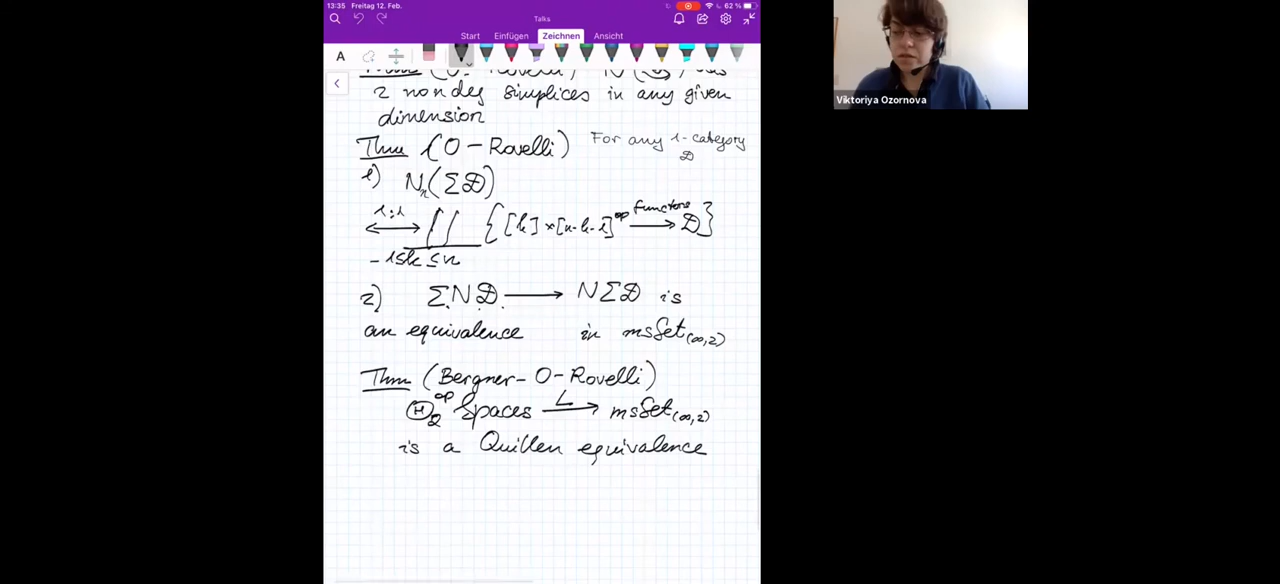 13:35 Freitag 12. Feb.
62 %
Talks
Start Einfügen Zeichnen Ansicht
A
2 nondeg simplices in any given
dimension
Thm (O-Rovelli) For any 1-category
𝒟
1) Nₙ(Σ𝒟)
1:1 ⟷ ∐ {[k]×[n-k-1]ᵒᵖ functors ⟶ 𝒟}
-1≤k≤n
2) ΣN𝒟 ⟶ NΣ𝒟 is
an equivalence in msSet(∞,2)
Thm (Bergner-O-Rovelli)
Θ₂ᵒᵖ Spaces L ⟶ msSet(∞,2)
is a Quillen equivalence
Viktoriya Ozornova